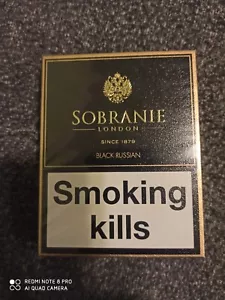 SOBRANIE
LONDON
SINCE 1879
BLACK RUSSIAN
Smoking
kills
REDMI NOTE 8 PRO
AI QUAD CAMERA